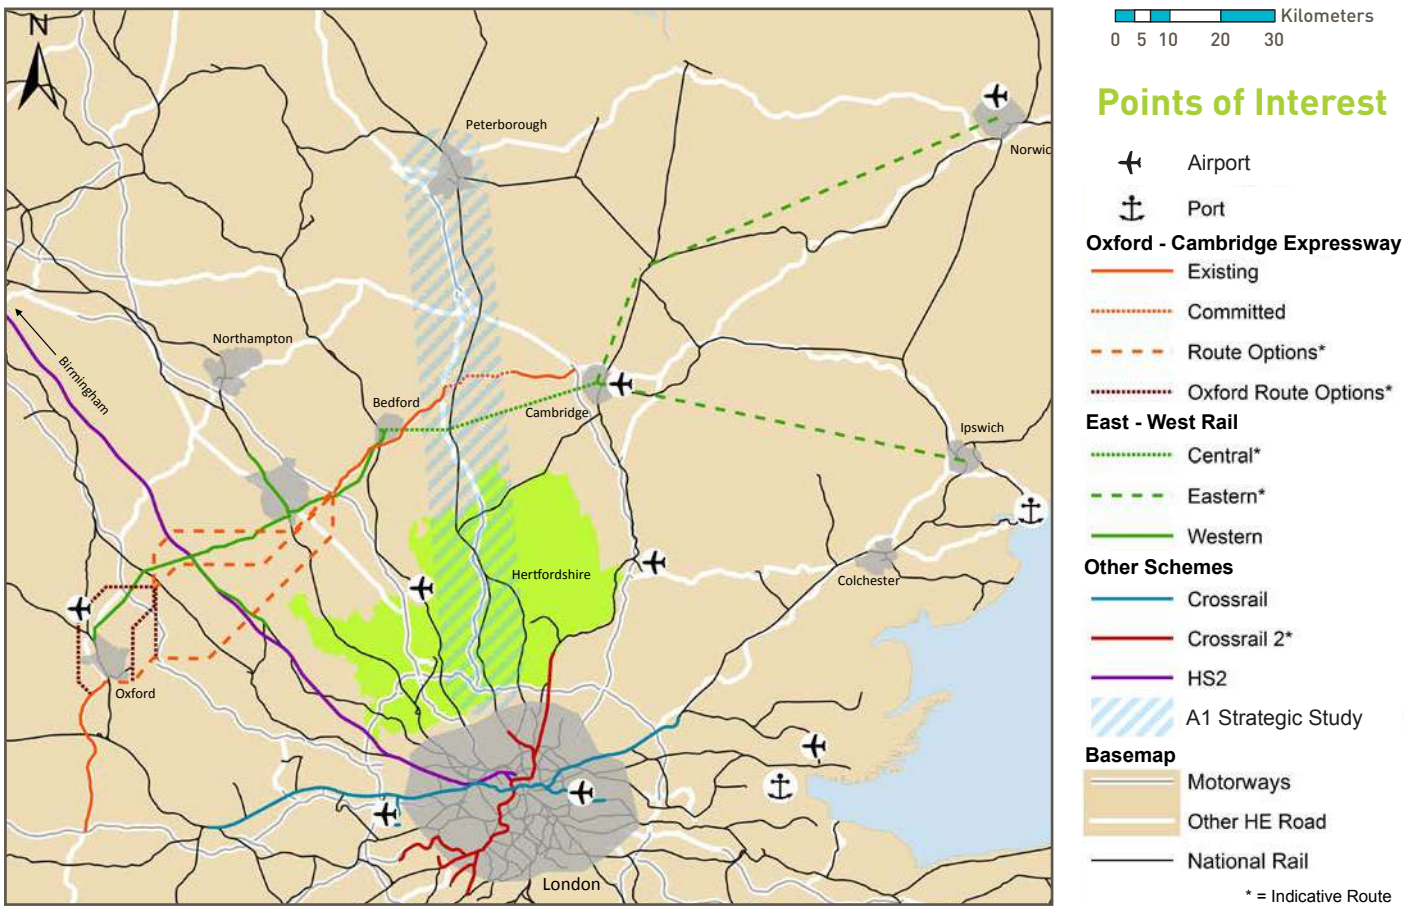 N
Peterborough
Norwic
Northampton
Birmingham
Bedford
Cambridge
Ipswich
Hertfordshire
Colchester
Oxford
London
Kilometers
0 5 10 20 30
Points of Interest
Airport
Port
Oxford - Cambridge Expressway
Existing
Committed
Route Options*
Oxford Route Options*
East - West Rail
Central*
Eastern*
Western
Other Schemes
Crossrail
Crossrail 2*
HS2
A1 Strategic Study
Basemap
Motorways
Other HE Road
National Rail
* = Indicative Route